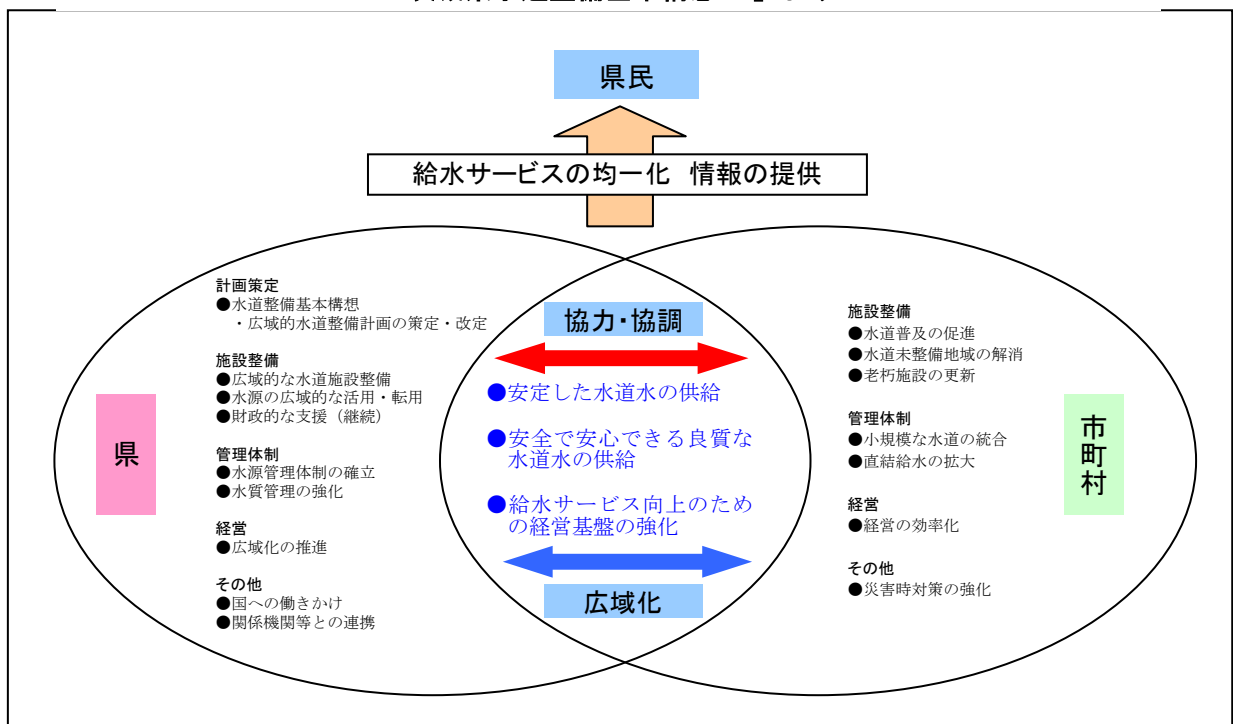 県民
給水サービスの均一化 情報の提供
県
計画策定
●水道整備基本構想
・広域的水道整備計画の策定・改定
施設整備
●広域的な水道施設整備
●水源の広域的な活用・転用
●財政的な支援（継続）
管理体制
●水源管理体制の確立
●水質管理の強化
経営
●広域化の推進
その他
●国への働きかけ
●関係機関等との連携
協力・協調
●安定した水道水の供給
●安全で安心できる良質な
水道水の供給
●給水サービス向上のため
の経営基盤の強化
広域化
施設整備
●水道普及の促進
●水道未整備地域の解消
●老朽施設の更新
管理体制
●小規模な水道の統合
●直結給水の拡大
経営
●経営の効率化
その他
●災害時対策の強化
市町村